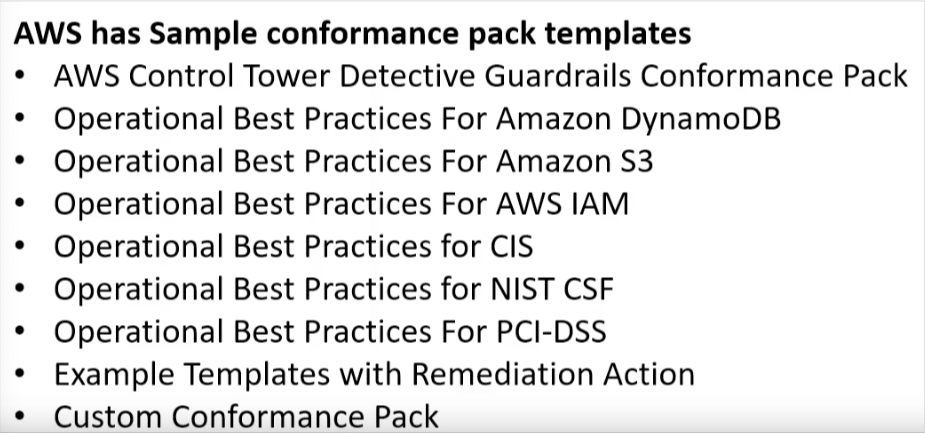 AWS has Sample conformance pack templates
• AWS Control Tower Detective Guardrails Conformance Pack
• Operational Best Practices For Amazon DynamoDB
• Operational Best Practices For Amazon S3
• Operational Best Practices For AWS IAM
• Operational Best Practices for CIS
• Operational Best Practices for NIST CSF
• Operational Best Practices For PCI-DSS
• Example Templates with Remediation Action
• Custom Conformance Pack